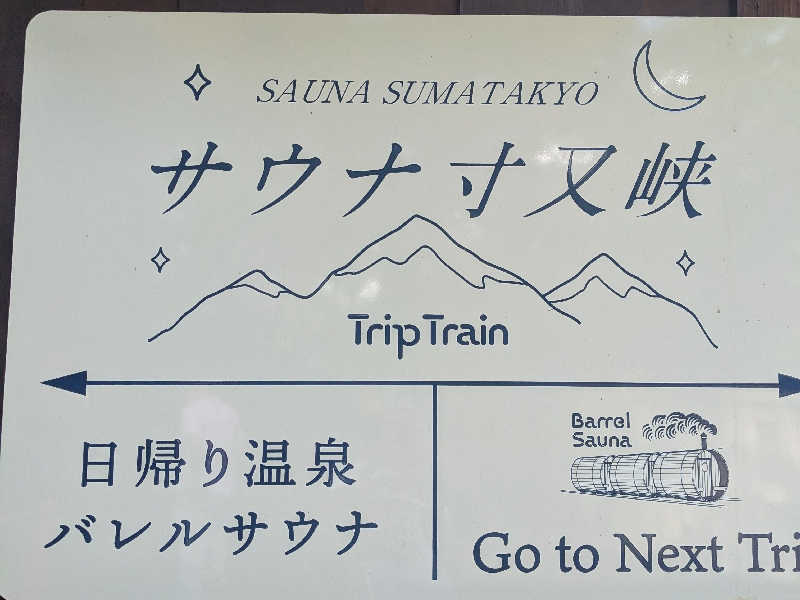 SAUNA SUMATAKYO
サウナ寸又峡
TripTrain
日帰り温泉
バレルサウナ
Barrel
Sauna
Go to Next Tri